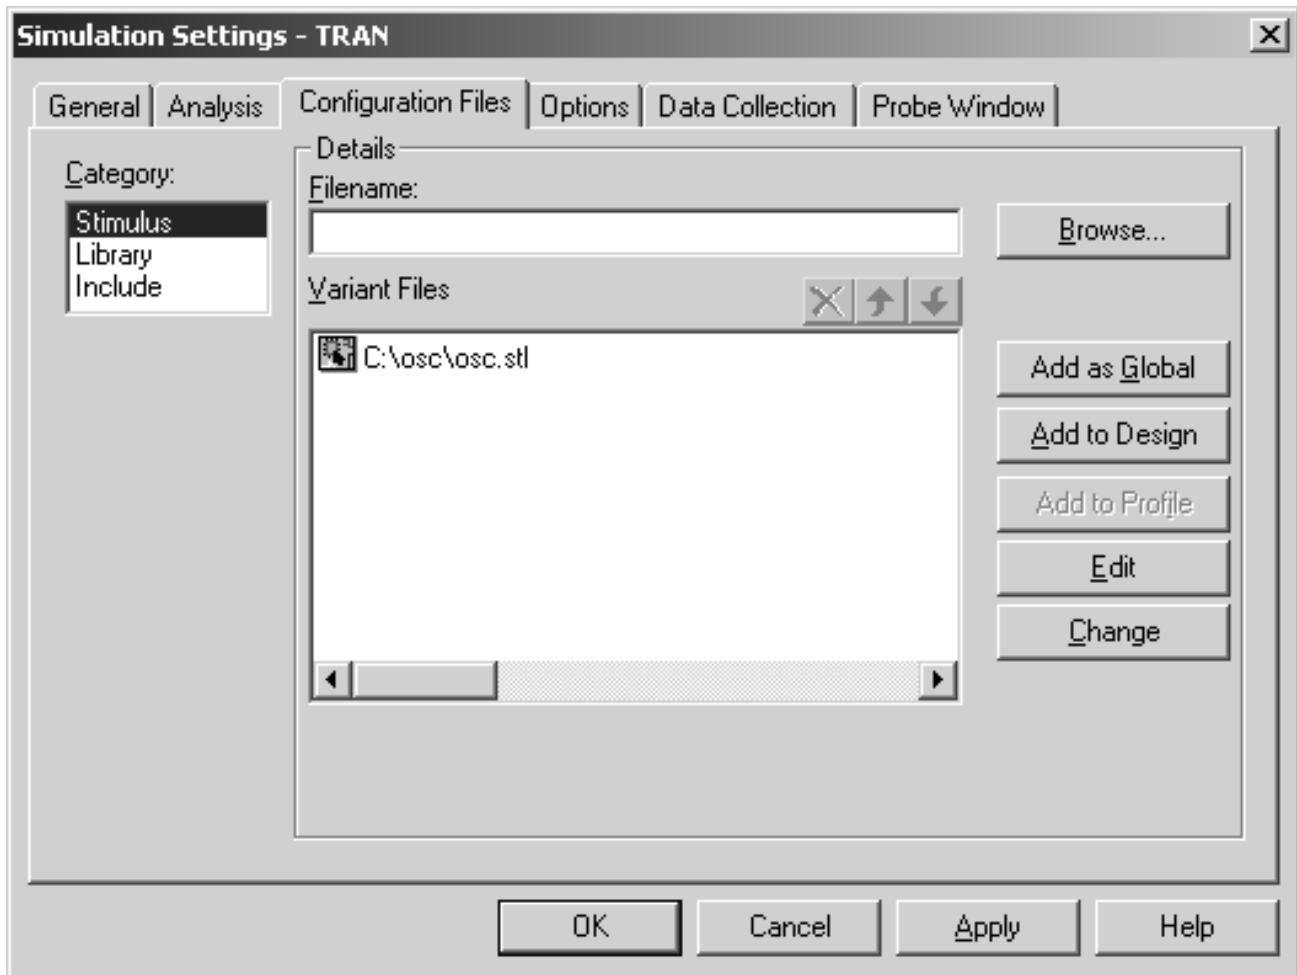 Simulation Settings - TRAN
General Analysis Configuration Files Options Data Collection Probe Window
Category:
Stimulus
Library
Include
Details
Filename:
Browse...
Variant Files
C:\osc\osc.stl
Add as Global
Add to Design
Add to Profile
Edit
Change
OK Cancel Apply Help